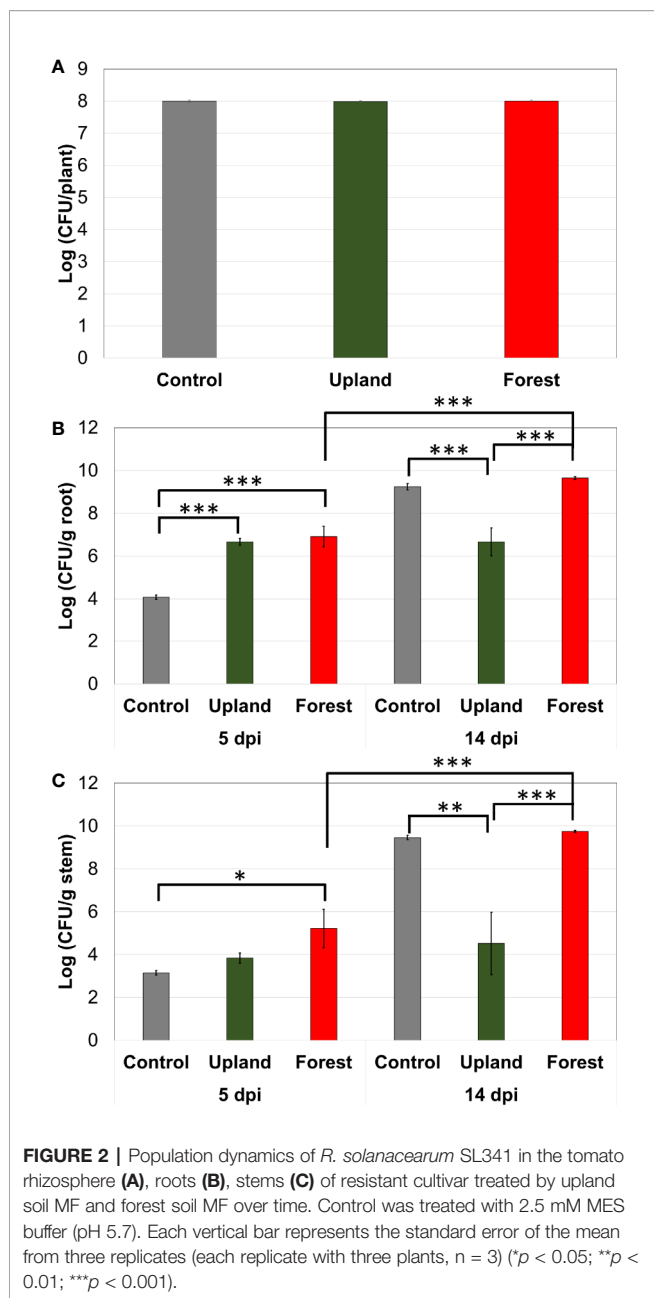 A
9
8
7
6
5
4
3
2
1
0
Log (CFU/plant)
Control Upland Forest
B
12
10
8
6
4
2
0
Log (CFU/g root)
***
***
***
***
***
Control Upland Forest Control Upland Forest
5 dpi 14 dpi
C
12
10
8
6
4
2
0
Log (CFU/g stem)
***
**
***
*
Control Upland Forest Control Upland Forest
5 dpi 14 dpi
FIGURE 2 | Population dynamics of R. solanacearum SL341 in the tomato
rhizosphere (A), roots (B), stems (C) of resistant cultivar treated by upland
soil MF and forest soil MF over time. Control was treated with 2.5 mM MES
buffer (pH 5.7). Each vertical bar represents the standard error of the mean
from three replicates (each replicate with three plants, n = 3) (*p < 0.05; **p <
0.01; ***p < 0.001).